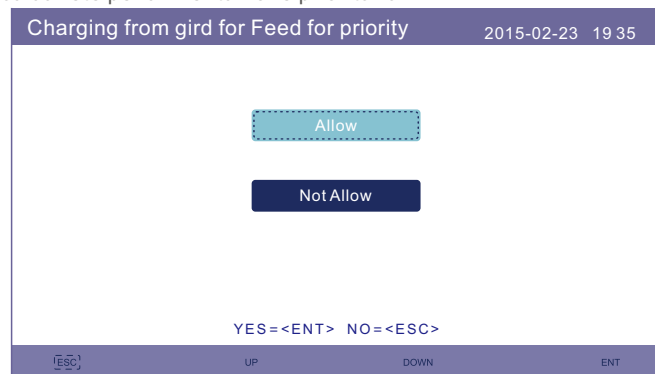 Charging from gird for Feed for priority 2015-02-23 19 35
Allow
Not Allow
YES=<ENT> NO=<ESC>
ESC UP DOWN ENT